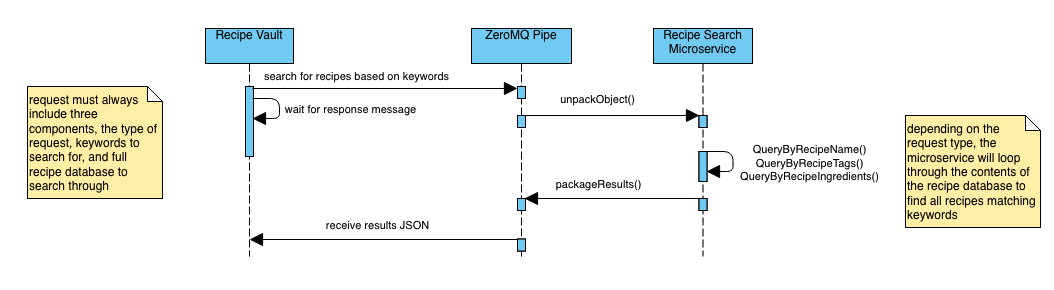 Recipe Vault
ZeroMQ Pipe
Recipe Search
Microservice
search for recipes based on keywords
wait for response message
unpackObject()
request must always
include three
components, the type of
request, keywords to
search for, and full
recipe database to
search through
QueryByRecipeName()
QueryByRecipeTags()
QueryByRecipeIngredients()
depending on the
request type, the
microservice will loop
through the contents of
the recipe database to
find all recipes matching
keywords
packageResults()
receive results JSON